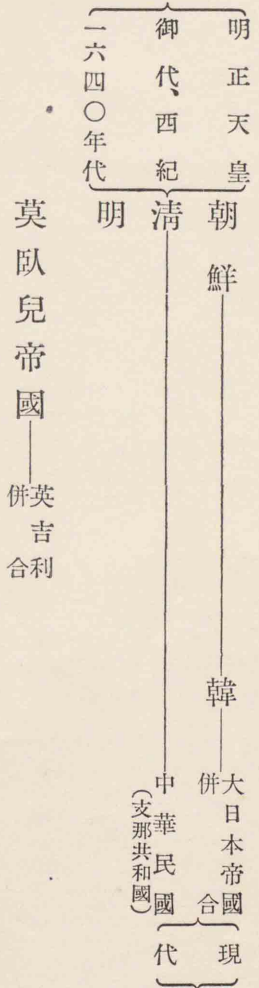 明正天皇
御代、西紀
一六四〇年代
朝鮮――韓――大日本帝國
併合
清――中華民國
(支那共和國)
明
現
代
莫臥兒帝國――英吉利
併合